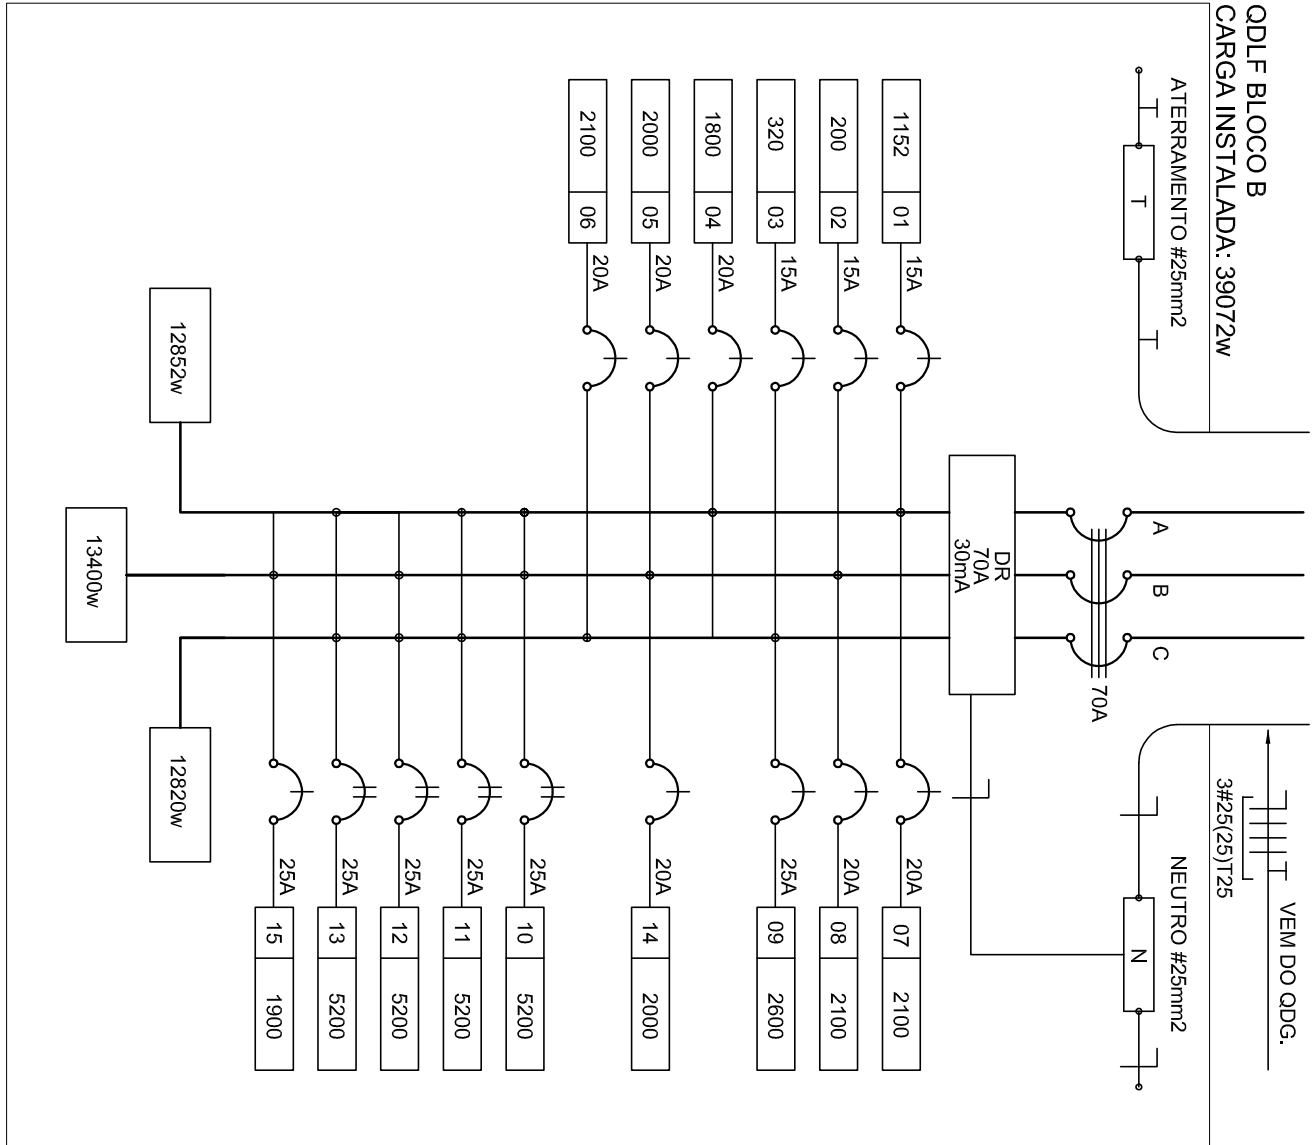 QDLF BLOCO B
CARGA INSTALADA: 39072w
ATERRAMENTO #25mm2
T
VEM DO QDG.
3#25(25)T25
NEUTRO #25mm2
N
A
B
C
70A
DR
70A
30mA
1152 01 15A
200 02 15A
320 03 15A
1800 04 20A
2000 05 20A
2100 06 20A
20A 07 2100
20A 08 2100
25A 09 2600
20A 14 2000
25A 10 5200
25A 11 5200
25A 12 5200
25A 13 5200
25A 15 1900
12852w
13400w
12820w